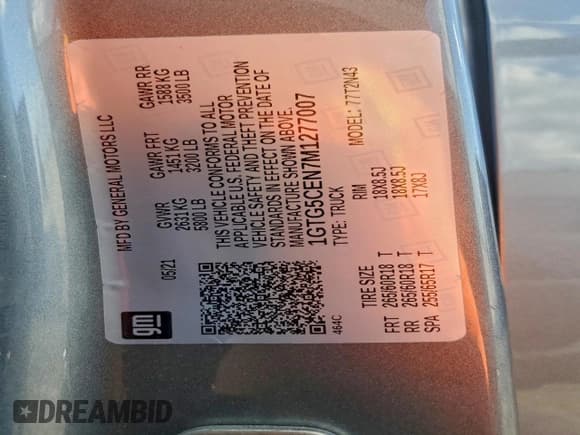 MFD BY GENERAL MOTORS LLC
05/21 GVWR GAWR FRT GAWR RR
2631 KG 1451 KG 1588 KG
5800 LB 3200 LB 3500 LB
THIS VEHICLE CONFORMS TO ALL
APPLICABLE U.S. FEDERAL MOTOR
VEHICLE SAFETY AND THEFT PREVENTION
STANDARDS IN EFFECT ON THE DATE OF
MANUFACTURE SHOWN ABOVE.
1GTG5CEN7M1277007
TYPE: TRUCK MODEL: 77T2N43
464C
TIRE SIZE RIM
FRT 265/60R18 T 18X8.5J
RR 265/60R18 T 18X8.5J
SPA 255/65R17 T 17X8J
gm
DREAMBID